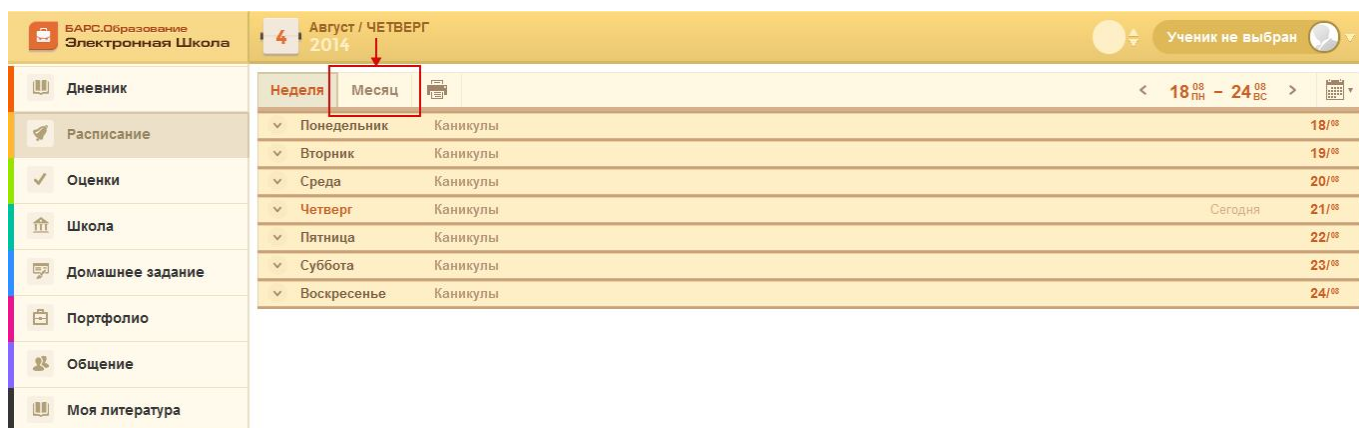 БАРС.Образование
Электронная Школа
4
Август / ЧЕТВЕРГ
2014
Ученик не выбран
Дневник
Расписание
Оценки
Школа
Домашнее задание
Портфолио
Общение
Моя литература
Неделя Месяц
< 18 08 ПН – 24 08 ВС >
Понедельник Каникулы 18/08
Вторник Каникулы 19/08
Среда Каникулы 20/08
Четверг Каникулы Сегодня 21/08
Пятница Каникулы 22/08
Суббота Каникулы 23/08
Воскресенье Каникулы 24/08